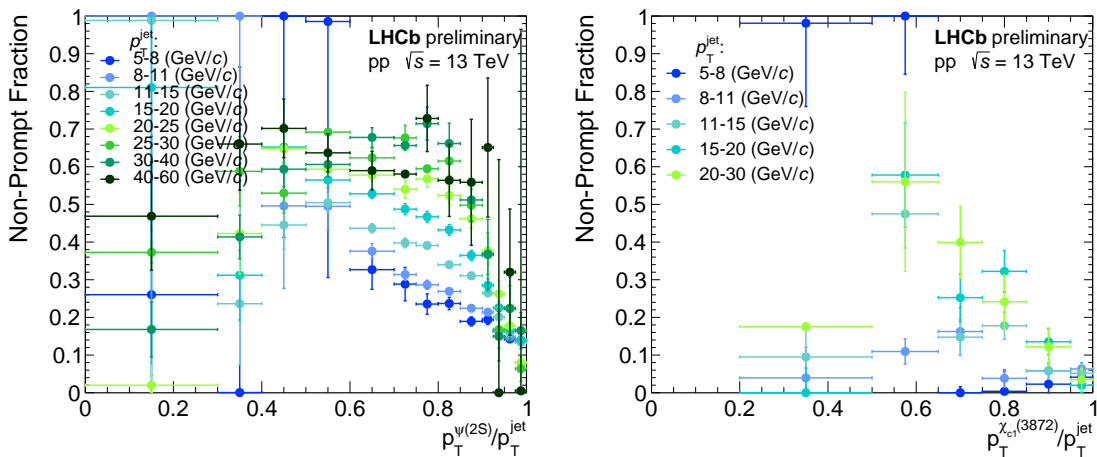 Non-Prompt Fraction
1
0.9
0.8
0.7
0.6
0.5
0.4
0.3
0.2
0.1
0
p_T^jet:
5-8 (GeV/c)
8-11 (GeV/c)
11-15 (GeV/c)
15-20 (GeV/c)
20-25 (GeV/c)
25-30 (GeV/c)
30-40 (GeV/c)
40-60 (GeV/c)
LHCb preliminary
pp √s = 13 TeV
0 0.2 0.4 0.6 0.8 1
p_T^ψ(2S)/p_T^jet
Non-Prompt Fraction
1
0.9
0.8
0.7
0.6
0.5
0.4
0.3
0.2
0.1
0
p_T^jet:
5-8 (GeV/c)
8-11 (GeV/c)
11-15 (GeV/c)
15-20 (GeV/c)
20-30 (GeV/c)
LHCb preliminary
pp √s = 13 TeV
0 0.2 0.4 0.6 0.8 1
p_T^χc1(3872)/p_T^jet